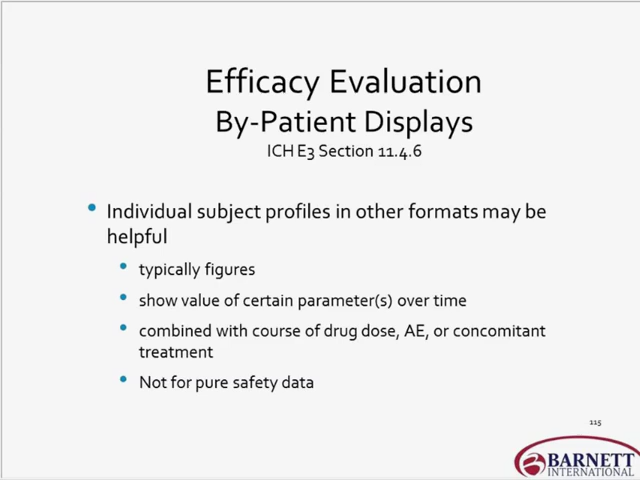 Efficacy Evaluation
By-Patient Displays
ICH E3 Section 11.4.6
• Individual subject profiles in other formats may be
helpful
• typically figures
• show value of certain parameter(s) over time
• combined with course of drug dose, AE, or concomitant
treatment
• Not for pure safety data
115
BARNETT
INTERNATIONAL